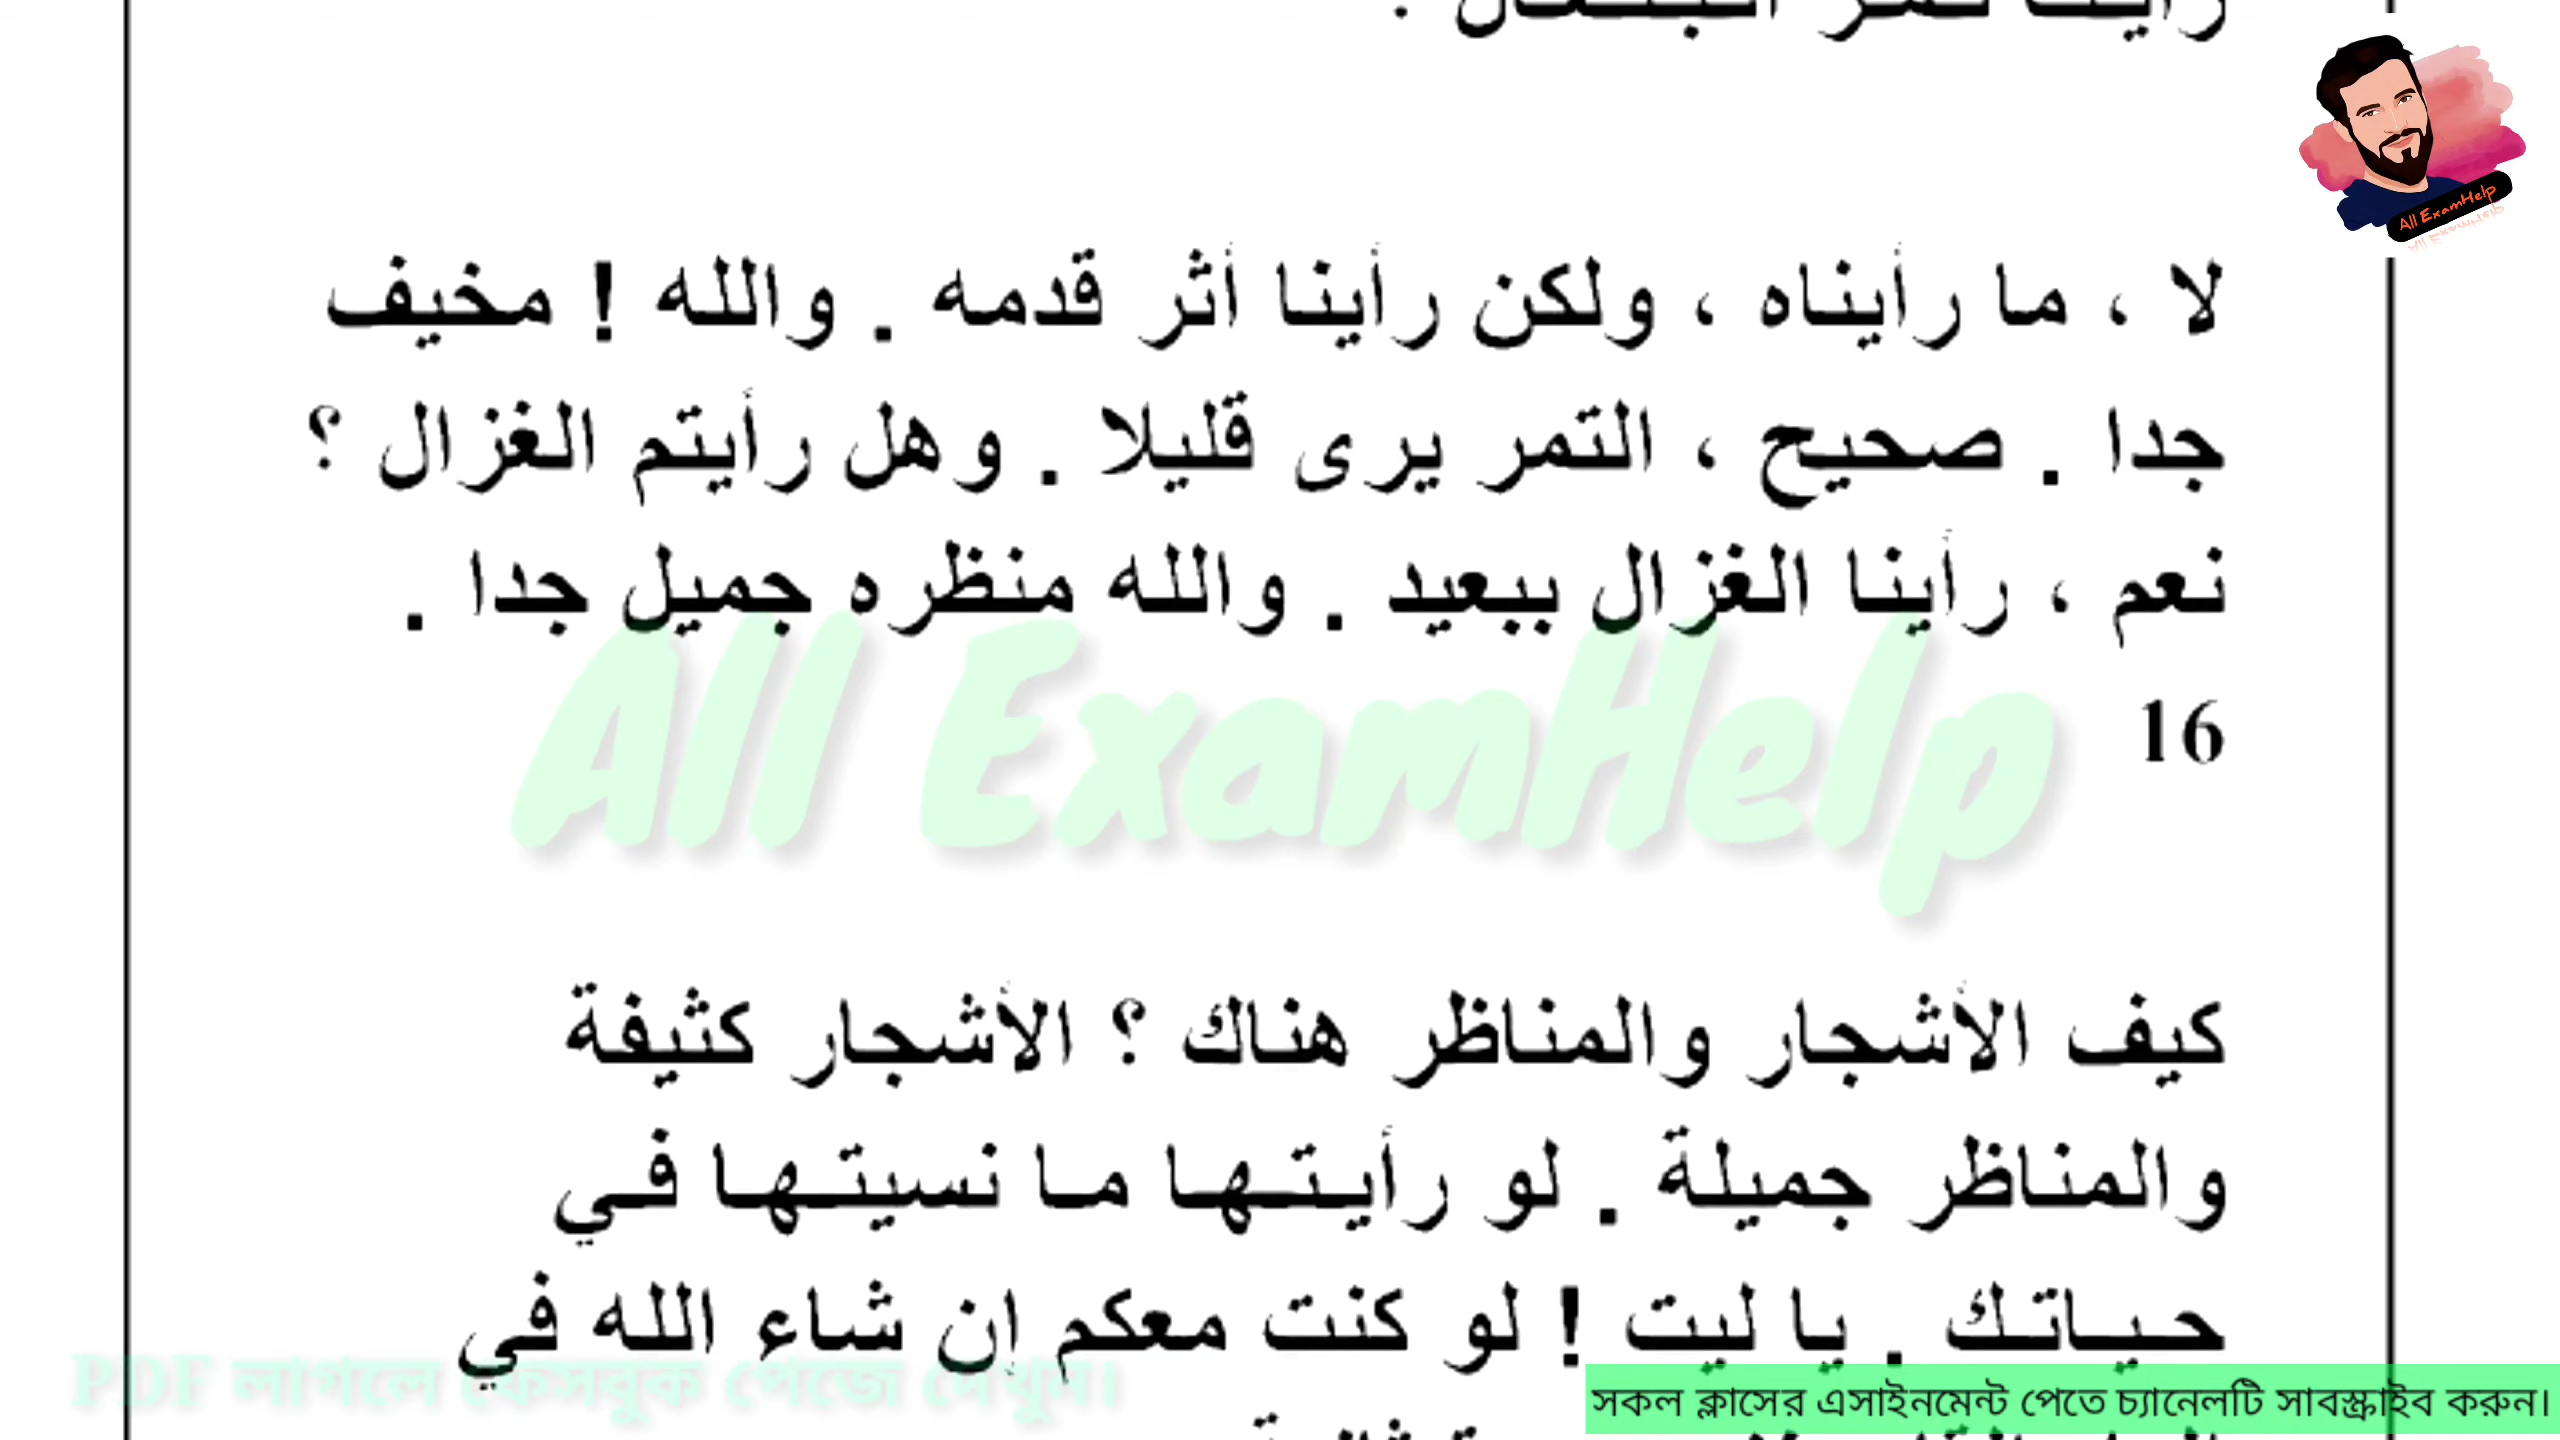 All ExamHelp
لا ، ما رأيناه ، ولكن رأينا أثر قدمه . والله ! مخيف
جدا . صحيح ، التمر يرى قليلا . وهل رأيتم الغزال ؟
نعم ، رأينا الغزال ببعيد . والله منظره جميل جدا .
16
All ExamHelp
كيف الأشجار والمناظر هناك ؟ الأشجار كثيفة
والمناظر جميلة . لو رأيتها ما نسيتها في
حياتك . يا ليت ! لو كنت معكم إن شاء الله في
PDF লাগলে ফেসবুক পেজে দেখুন।
সকল ক্লাসের এসাইনমেন্ট পেতে চ্যানেলটি সাবস্ক্রাইব করুন।